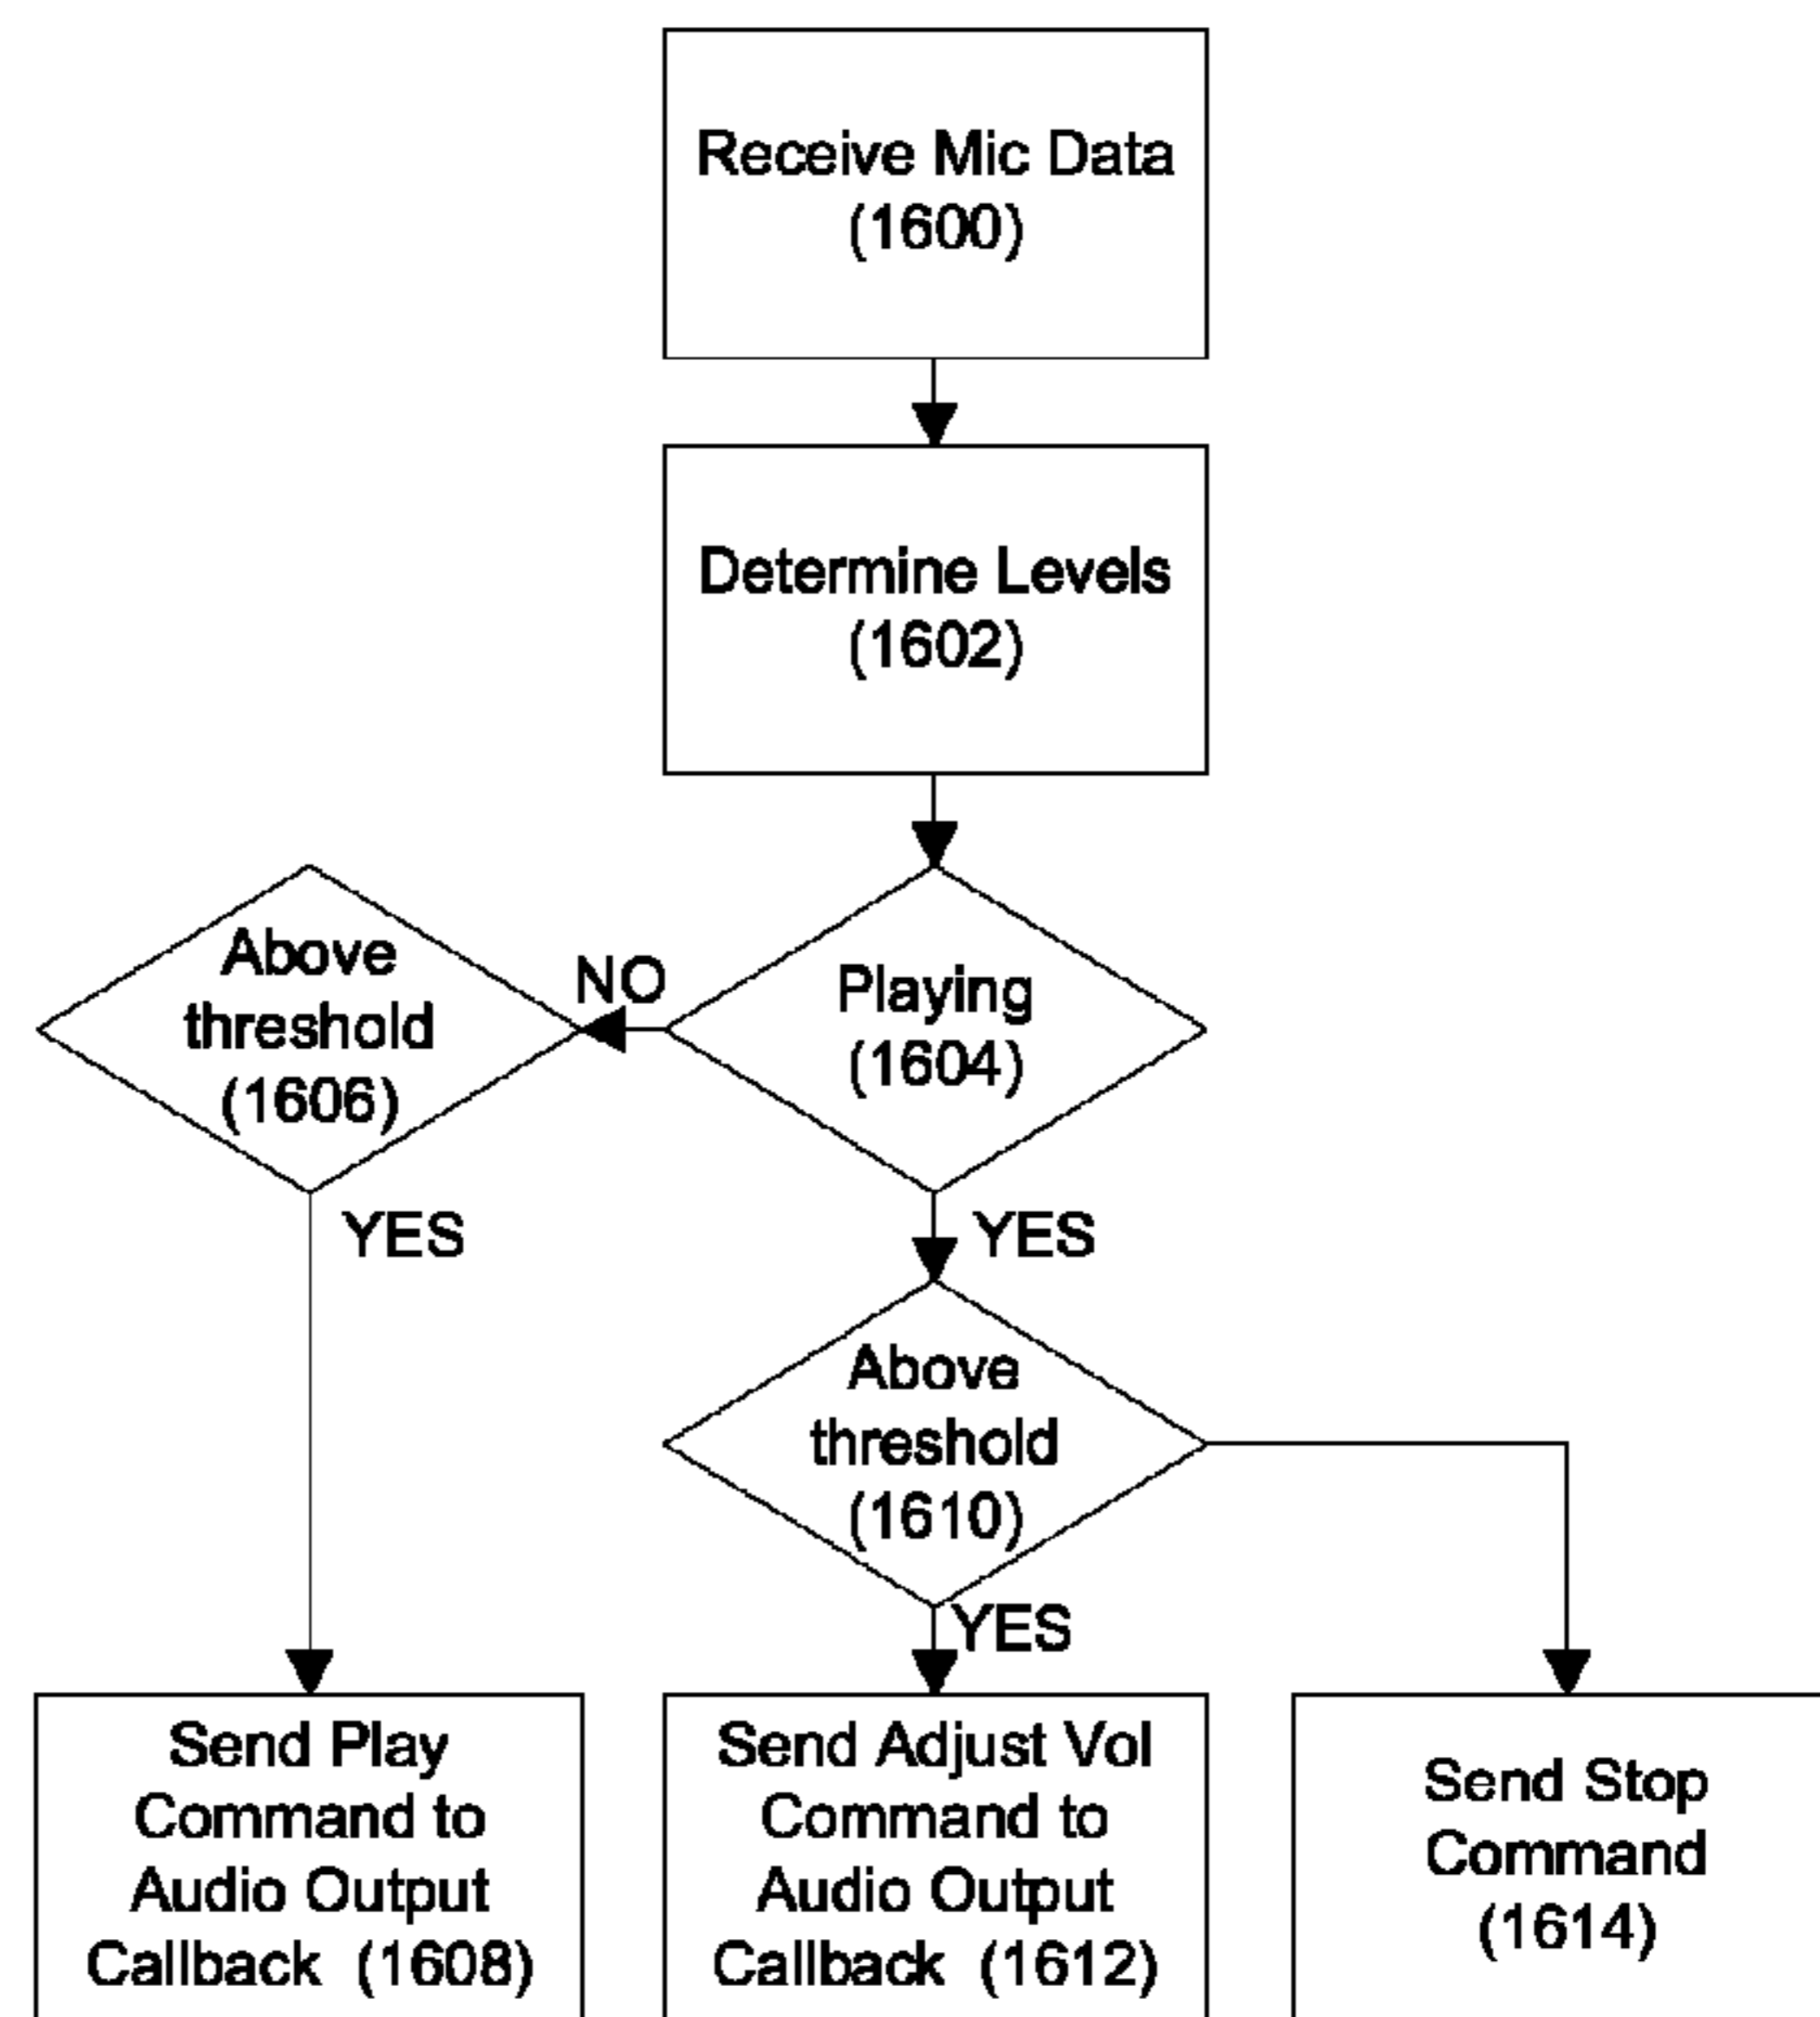 Receive Mic Data
(1600)
Determine Levels
(1602)
Above
threshold
(1606)
NO
Playing
(1604)
YES
YES
Above
threshold
(1610)
YES
Send Play
Command to
Audio Output
Callback (1608)
Send Adjust Vol
Command to
Audio Output
Callback (1612)
Send Stop
Command
(1614)